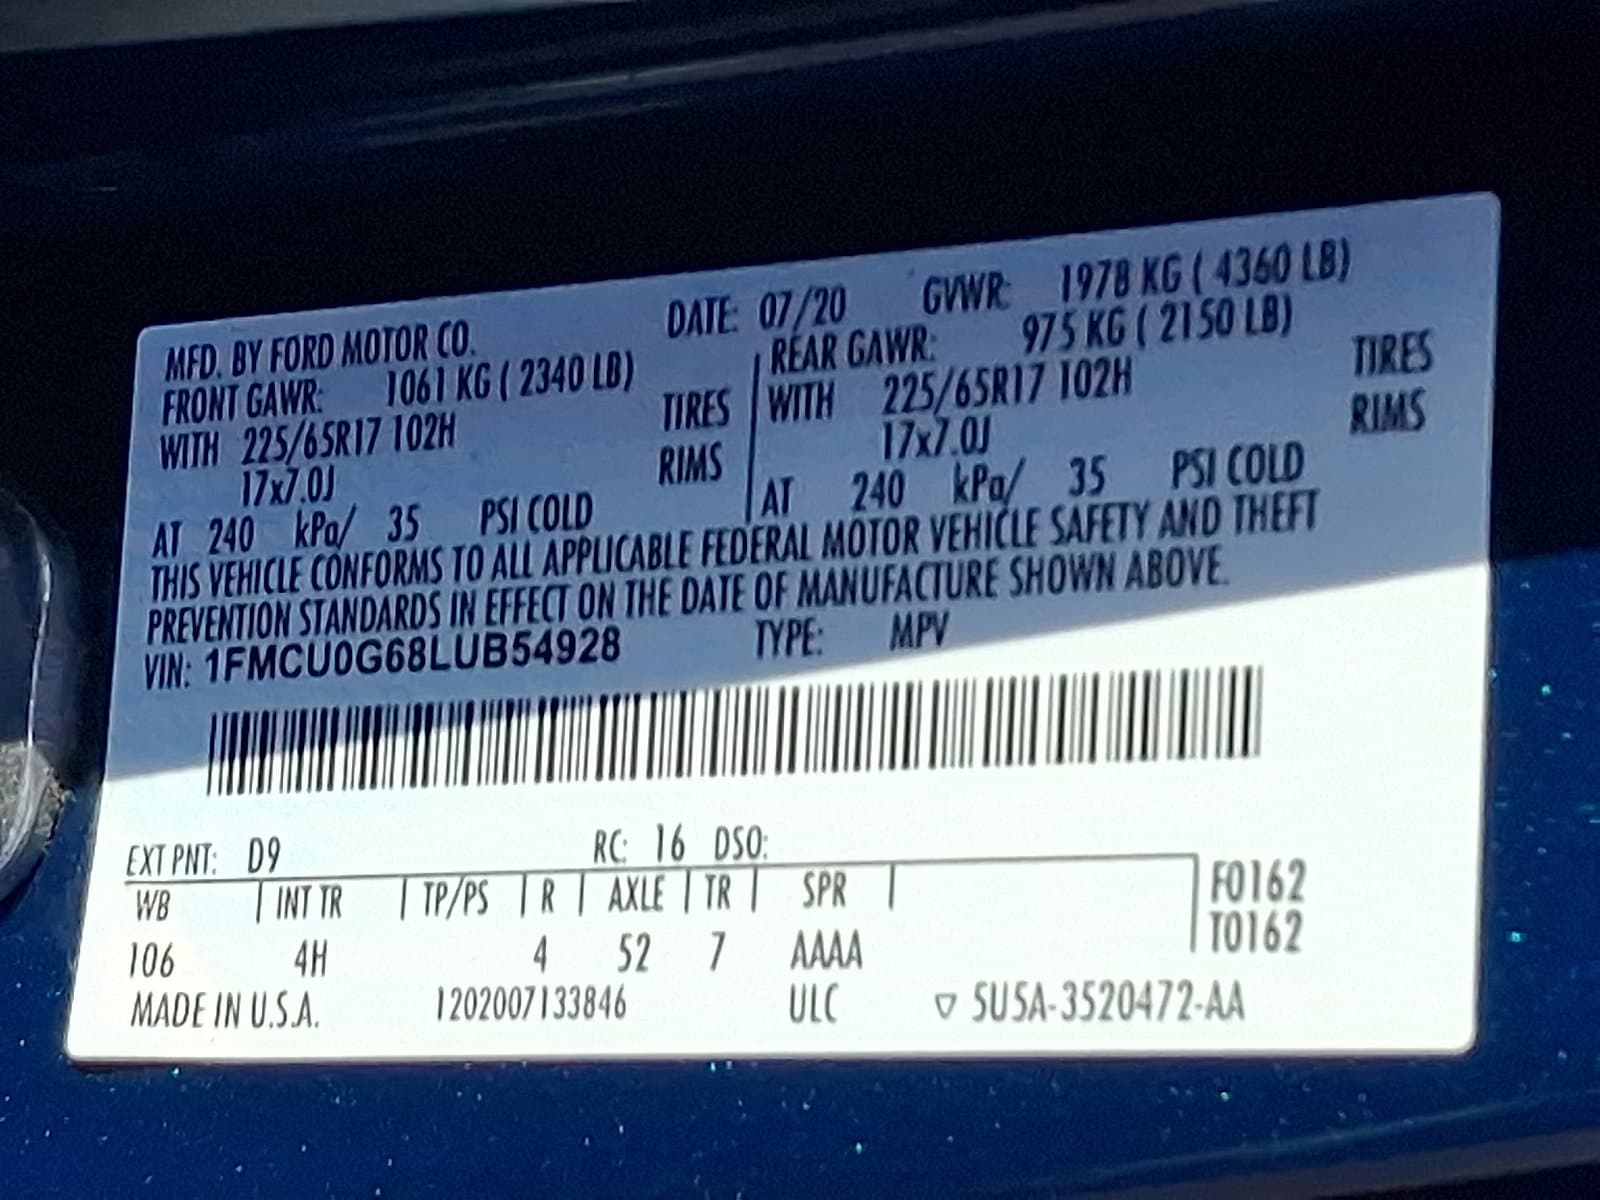 MFD. BY FORD MOTOR CO. DATE: 07/20 GVWR: 1978 KG ( 4360 LB)
FRONT GAWR: 1061 KG ( 2340 LB) REAR GAWR: 975 KG ( 2150 LB)
WITH 225/65R17 102H TIRES WITH 225/65R17 102H TIRES
17x7.0J RIMS 17x7.0J RIMS
AT 240 kPa/ 35 PSI COLD AT 240 kPa/ 35 PSI COLD
THIS VEHICLE CONFORMS TO ALL APPLICABLE FEDERAL MOTOR VEHICLE SAFETY AND THEFT
PREVENTION STANDARDS IN EFFECT ON THE DATE OF MANUFACTURE SHOWN ABOVE.
VIN: 1FMCU0G68LUB54928 TYPE: MPV
EXT PNT: D9 RC: 16 DSO:
WB INT TR TP/PS R AXLE TR SPR F0162
T0162
106 4H 4 52 7 AAAA
MADE IN U.S.A. 1202007133846 ULC ▽ 5U5A-3520472-AA